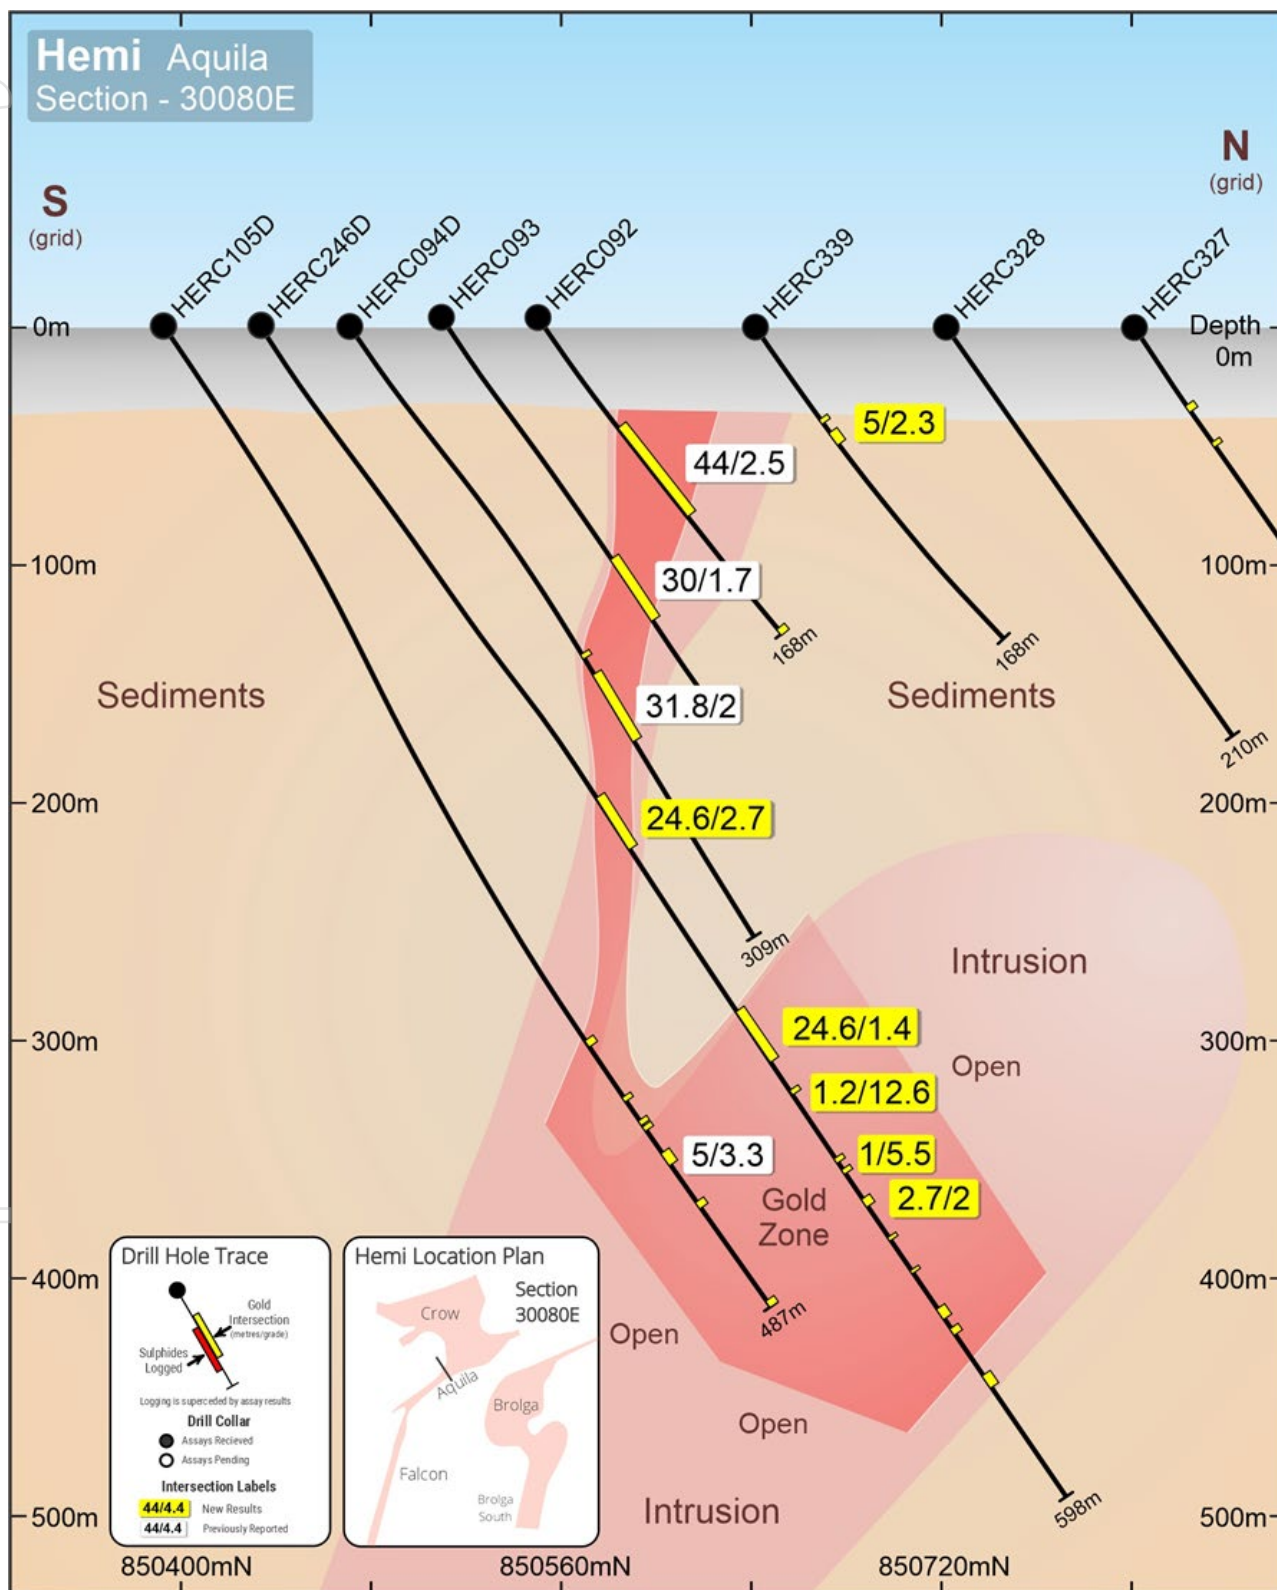 Hemi Aquila
Section - 30080E
S
(grid)
N
(grid)
HERC105D
HERC246D
HERC094D
HERC093
HERC092
HERC339
HERC328
HERC327
0m
Depth
0m
5/2.3
44/2.5
100m
100m
30/1.7
168m
168m
Sediments
Sediments
31.8/2
210m
200m
200m
24.6/2.7
309m
Intrusion
300m
300m
24.6/1.4
Open
1.2/12.6
5/3.3
1/5.5
2.7/2
Gold
Zone
400m
400m
487m
Open
Open
598m
Intrusion
500m
500m
Drill Hole Trace
Gold
Intersection
(metres/grade)
Sulphides
Logged
Logging is superceded by assay results
Drill Collar
Assays Recieved
Assays Pending
Intersection Labels
44/4.4 New Results
44/4.4 Previously Reported
Hemi Location Plan
Section
30080E
Crow
Aquila
Brolga
Falcon
Brolga
South
850400mN
850560mN
850720mN